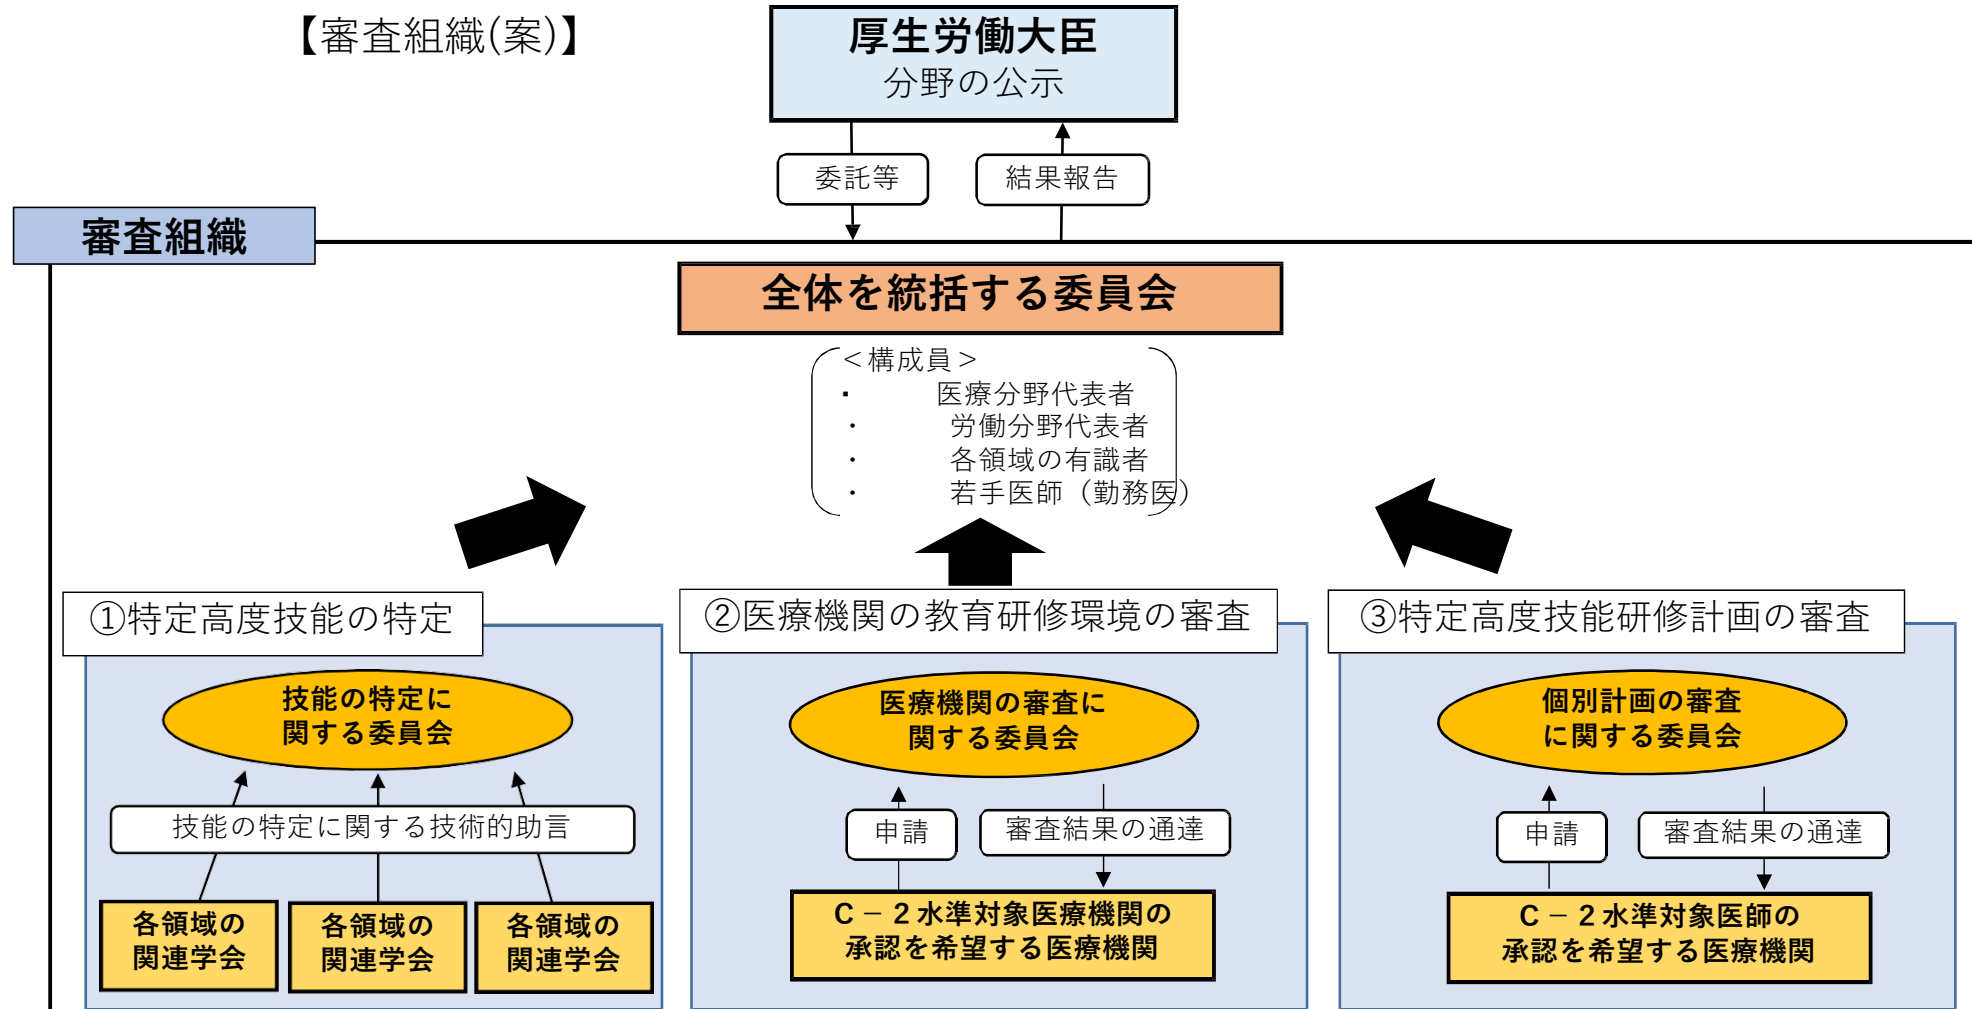 【審査組織(案)】
厚生労働大臣
分野の公示
委託等
結果報告
審査組織
全体を統括する委員会
＜構成員＞
▪ 医療分野代表者
・ 労働分野代表者
・ 各領域の有識者
・ 若手医師（勤務医）
①特定高度技能の特定
技能の特定に
関する委員会
技能の特定に関する技術的助言
各領域の
関連学会
各領域の
関連学会
各領域の
関連学会
②医療機関の教育研修環境の審査
医療機関の審査に
関する委員会
申請
審査結果の通達
Ｃ－２水準対象医療機関の
承認を希望する医療機関
③特定高度技能研修計画の審査
個別計画の審査
に関する委員会
申請
審査結果の通達
Ｃ－２水準対象医師の
承認を希望する医療機関